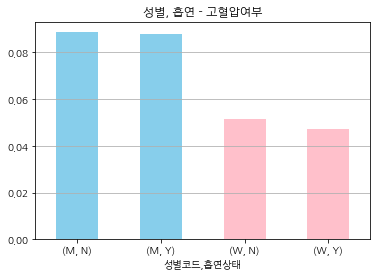 성별, 흡연 - 고혈압여부
0,08
0,06
0,04
0,02
0,00
(M, N) (M, Y) (W, N) (W, Y)
성별코드,흡연상태